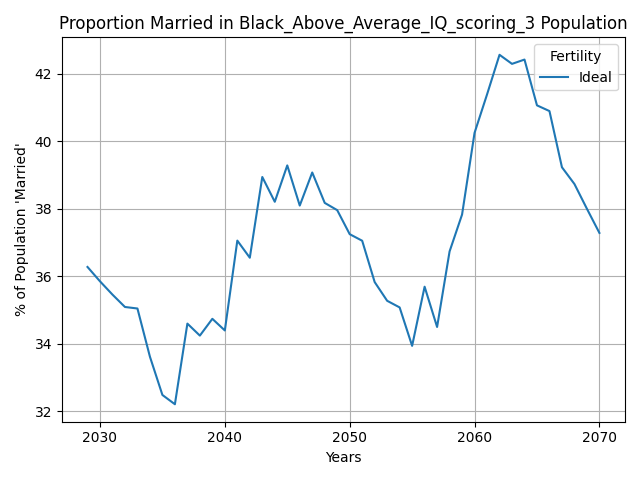 Proportion Married in Black_Above_Average_IQ_scoring_3 Population
Fertility
Ideal
% of Population 'Married'
42
40
38
36
34
32
2030 2040 2050 2060 2070
Years